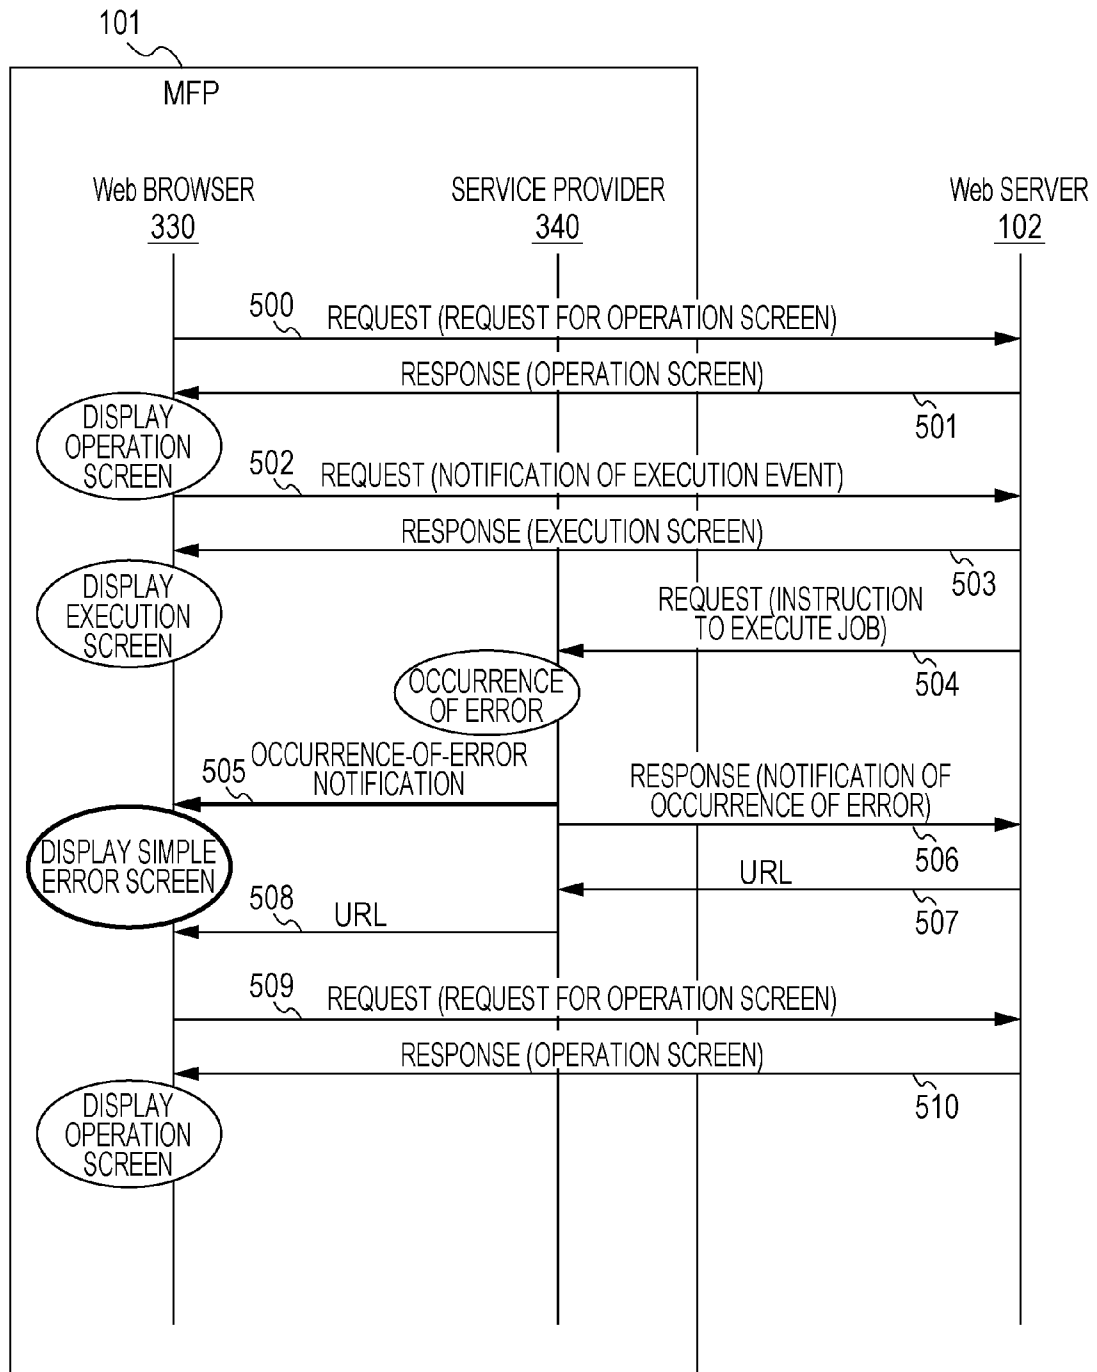 101
MFP
Web BROWSER
330
SERVICE PROVIDER
340
Web SERVER
102
500
REQUEST (REQUEST FOR OPERATION SCREEN)
RESPONSE (OPERATION SCREEN)
501
DISPLAY
OPERATION
SCREEN
502
REQUEST (NOTIFICATION OF EXECUTION EVENT)
RESPONSE (EXECUTION SCREEN)
503
DISPLAY
EXECUTION
SCREEN
REQUEST (INSTRUCTION
TO EXECUTE JOB)
504
OCCURRENCE
OF ERROR
505
OCCURRENCE-OF-ERROR
NOTIFICATION
RESPONSE (NOTIFICATION OF
OCCURRENCE OF ERROR)
506
DISPLAY SIMPLE
ERROR SCREEN
URL
507
508
URL
509
REQUEST (REQUEST FOR OPERATION SCREEN)
RESPONSE (OPERATION SCREEN)
510
DISPLAY
OPERATION
SCREEN